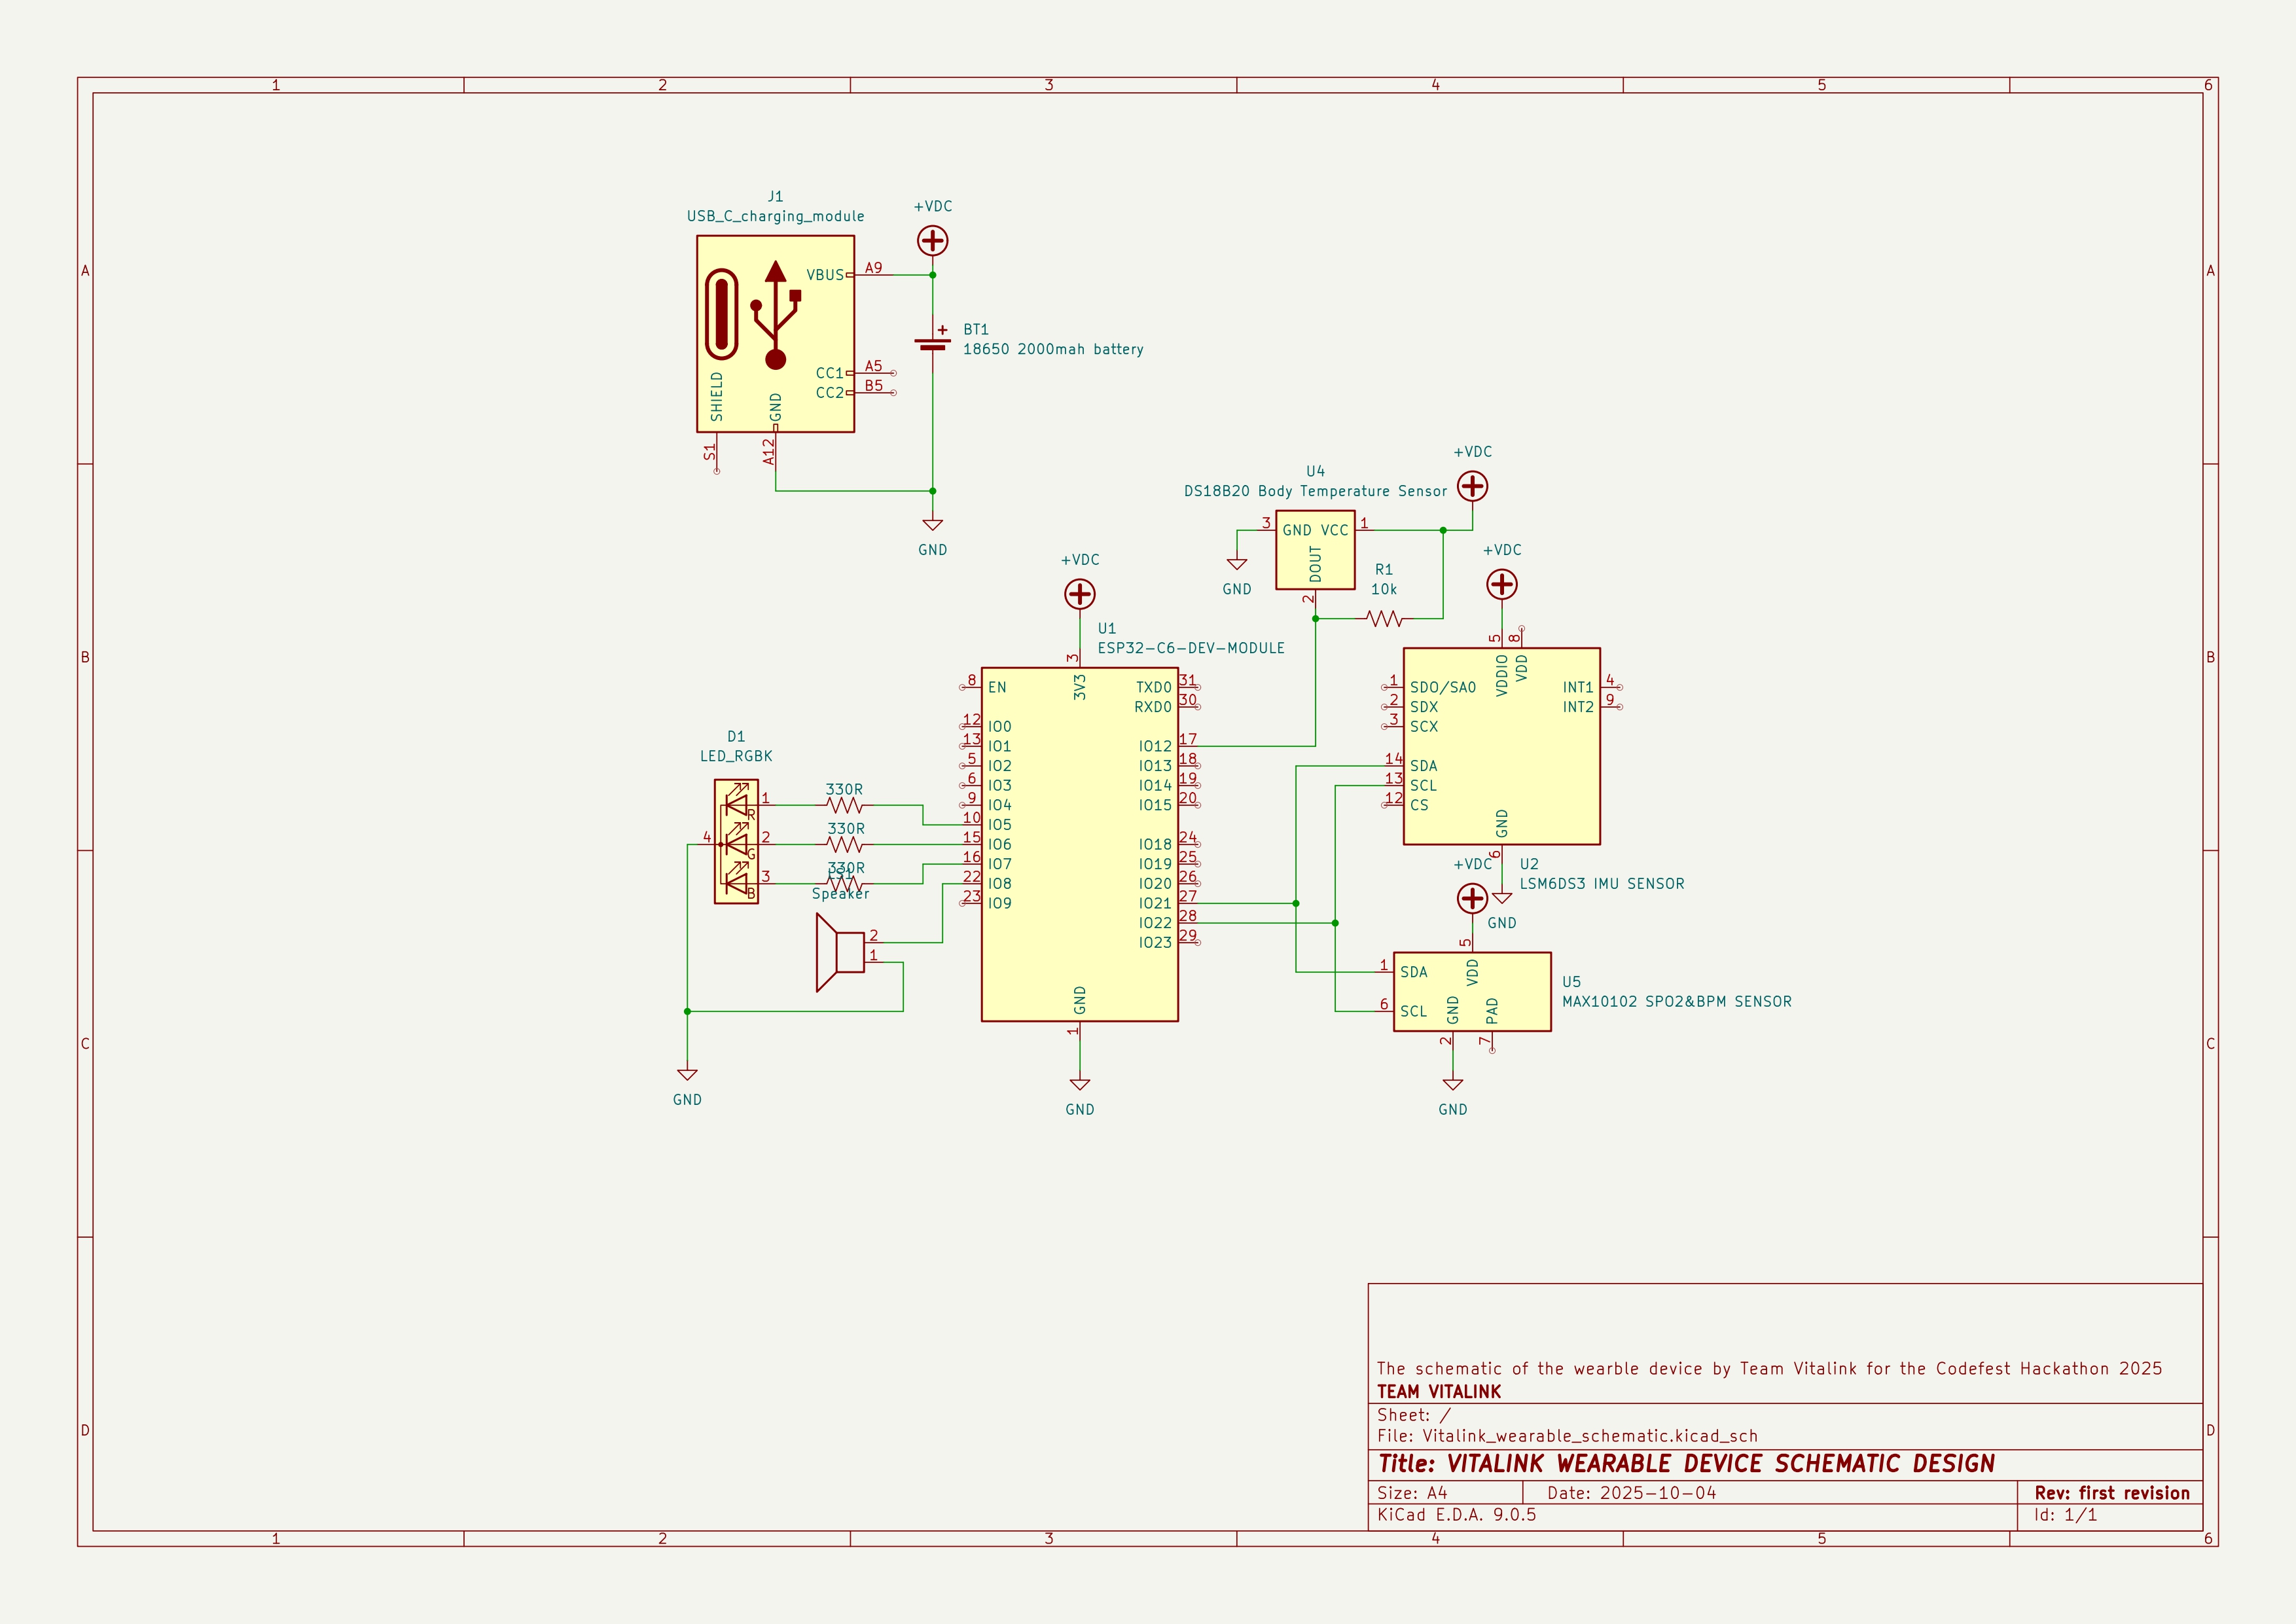 1 2 3 4 5 6
A A
B B
C C
D D
J1
USB_C_charging_module
VBUS A9
CC1 A5
CC2 B5
SHIELD S1
GND A12
+VDC
BT1
18650 2000mah battery
GND
U4
DS18B20 Body Temperature Sensor
+VDC
3 GND VCC 1
DOUT 2
GND
R1
10k
+VDC
+VDC
U1
ESP32-C6-DEV-MODULE
3 3V3
8 EN
12 IO0
13 IO1
5 IO2
6 IO3
9 IO4
10 IO5
15 IO6
16 IO7
22 IO8
23 IO9
TXD0 31
RXD0 30
IO12 17
IO13 18
IO14 19
IO15 20
IO18 24
IO19 25
IO20 26
IO21 27
IO22 28
IO23 29
GND 1
GND
D1
LED_RGBK
1 R
2 G
3 B
4
330R
330R
330R
LS1
Speaker
2
1
GND
VDDIO 5
VDD 8
1 SDO/SA0
2 SDX
3 SCX
14 SDA
13 SCL
12 CS
INT1 4
INT2 9
GND 6
U2
LSM6DS3 IMU SENSOR
GND
+VDC
5 VDD
1 SDA
6 SCL
GND 2
PAD 7
U5
MAX10102 SPO2&BPM SENSOR
GND
The schematic of the wearble device by Team Vitalink for the Codefest Hackathon 2025
TEAM VITALINK
Sheet: /
File: Vitalink_wearable_schematic.kicad_sch
Title: VITALINK WEARABLE DEVICE SCHEMATIC DESIGN
Size: A4 Date: 2025-10-04 Rev: first revision
KiCad E.D.A. 9.0.5 Id: 1/1
1 2 3 4 5 6